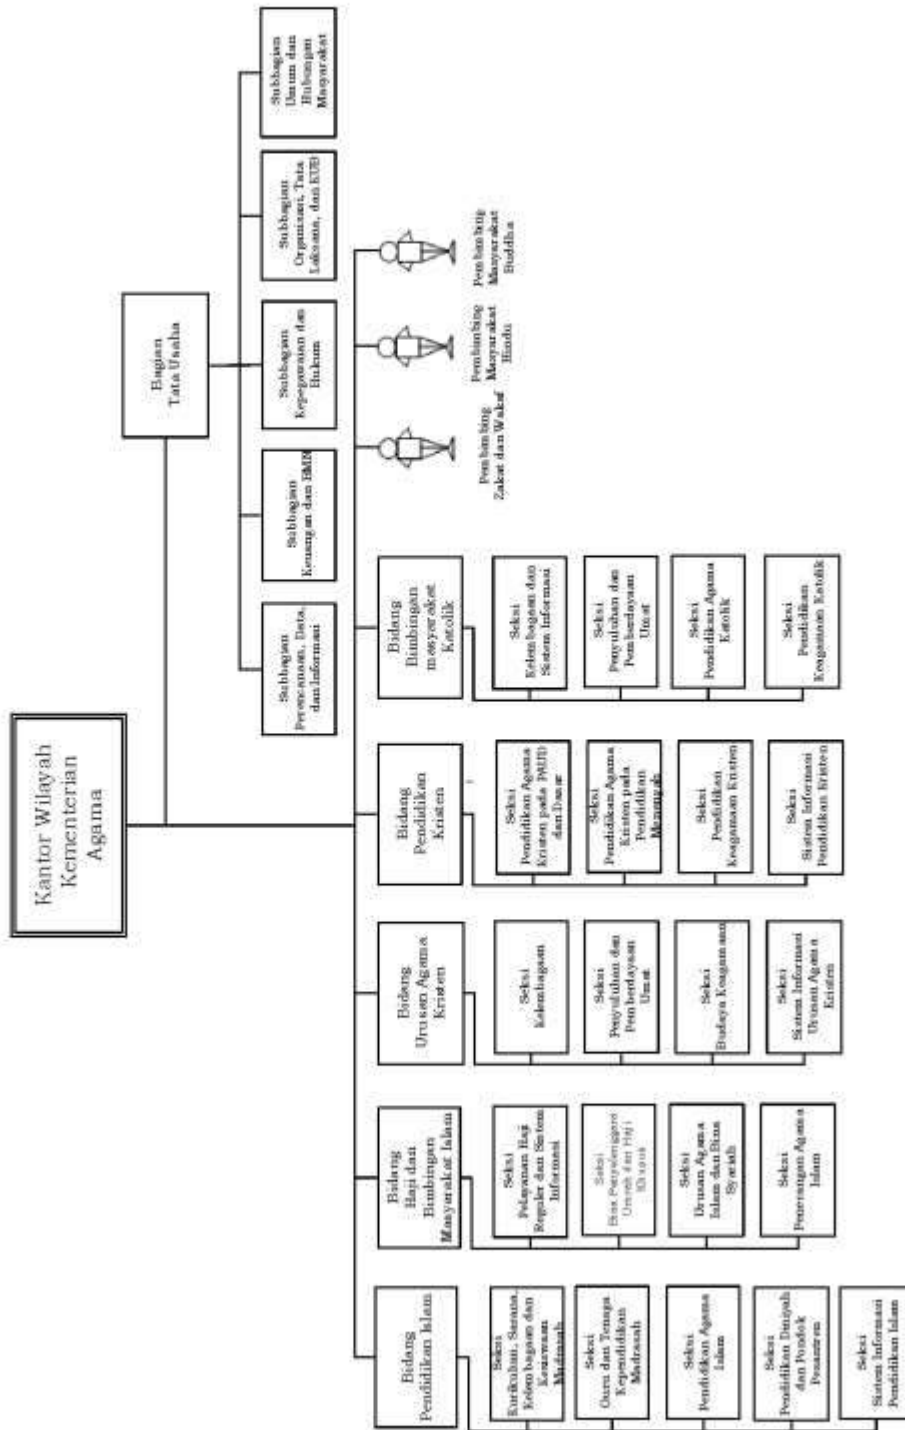 Kantor Wilayah
Kementerian
Agama
Bagian
Tata Usaha
Subbagian
Perencanaan, Data,
dan Informasi
Subbagian
Keuangan dan BMN
Subbagian
Kepegawaian dan
Hukum
Subbagian
Organisasi, Tata
Laksana, dan KUB
Subbagian
Umum dan
Hubungan
Masyarakat
Bidang
Pendidikan Islam
Bidang
Haji dan
Bimbingan
Masyarakat Islam
Bidang
Urusan Agama
Kristen
Bidang
Pendidikan
Kristen
Bidang
Bimbingan
masyarakat
Katolik
Pembimbing
Zakat dan Wakaf
Pembimbing
Masyarakat
Hindu
Pembimbing
Masyarakat
Buddha
Seksi
Kurikulum, Sarana,
Kelembagaan dan
Kesiswaan
Madrasah
Seksi
Guru dan Tenaga
Kependidikan
Madrasah
Seksi
Pendidikan Agama
Islam
Seksi
Pendidikan Diniyah
dan Pondok
Pesantren
Seksi
Sistem Informasi
Pendidikan Islam
Seksi
Pelayanan Haji
Reguler dan Sistem
Informasi
Seksi
Bina Penyelenggara
Umrah dan Haji
Khusus
Seksi
Urusan Agama
Islam dan Bina
Syariah
Seksi
Penerangan Agama
Islam
Seksi
Kelembagaan
Seksi
Penyuluhan dan
Pemberdayaan
Umat
Seksi
Budaya Keagamaan
Seksi
Sistem Informasi
Urusan Agama
Kristen
Seksi
Pendidikan Agama
Kristen pada PAUD
dan Dasar
Seksi
Pendidikan Agama
Kristen pada
Pendidikan
Menengah
Seksi
Pendidikan
Keagamaan Kristen
Seksi
Sistem Informasi
Pendidikan Kristen
Seksi
Kelembagaan dan
Sistem Informasi
Seksi
Penyuluhan dan
Pemberdayaan
Umat
Seksi
Pendidikan Agama
Katolik
Seksi
Pendidikan
Keagamaan Katolik